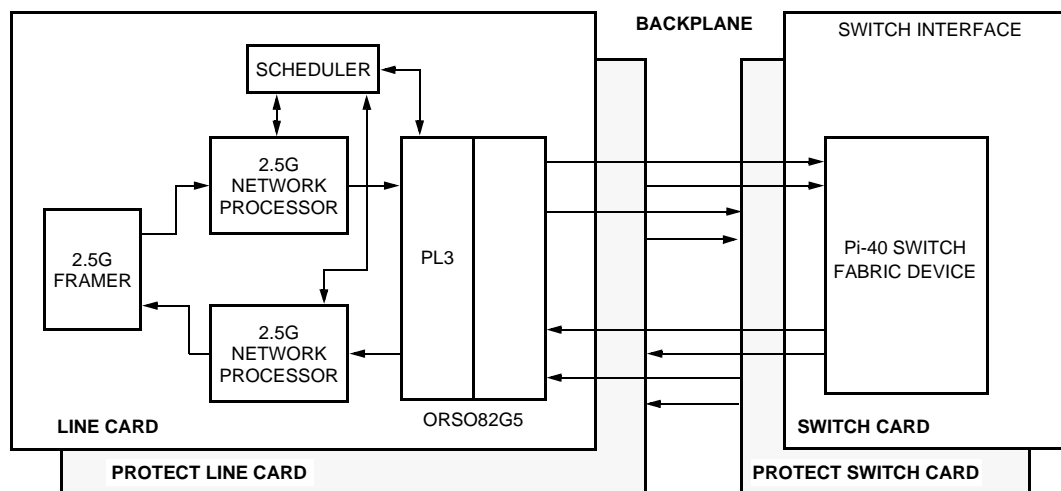 BACKPLANE
SWITCH INTERFACE
SCHEDULER
2.5G
NETWORK
PROCESSOR
2.5G
FRAMER
PL3
Pi-40 SWITCH
FABRIC DEVICE
2.5G
NETWORK
PROCESSOR
ORSO82G5
LINE CARD
SWITCH CARD
PROTECT LINE CARD
PROTECT SWITCH CARD